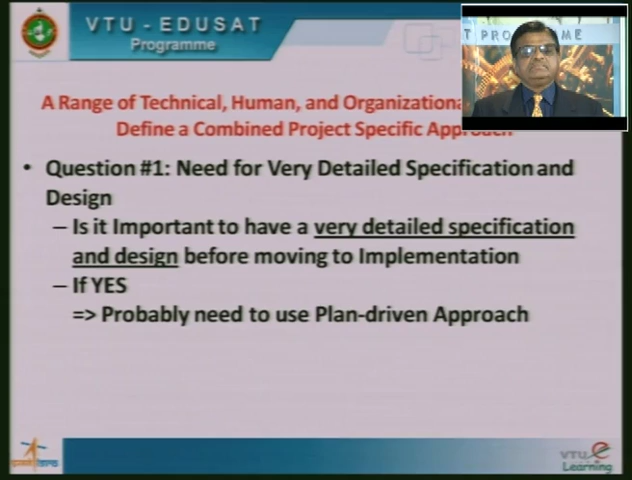 VTU - EDUSAT
Programme
T PROGRAMME
A Range of Technical, Human, and Organizationa
Define a Combined Project Specific Approach
• Question #1: Need for Very Detailed Specification and
Design
– Is it Important to have a very detailed specification
and design before moving to Implementation
– If YES
=> Probably need to use Plan-driven Approach
VTU e
Learning